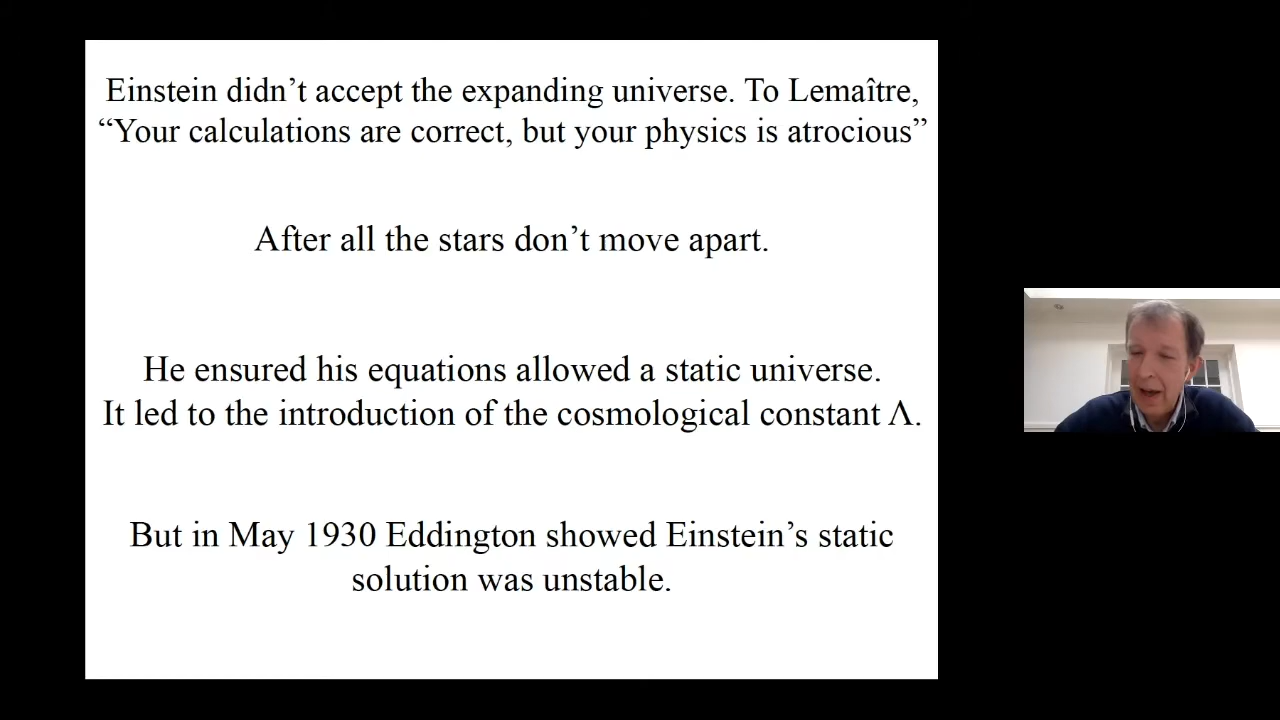 Einstein didn’t accept the expanding universe. To Lemaître,
“Your calculations are correct, but your physics is atrocious”
After all the stars don’t move apart.
He ensured his equations allowed a static universe.
It led to the introduction of the cosmological constant Λ.
But in May 1930 Eddington showed Einstein’s static
solution was unstable.